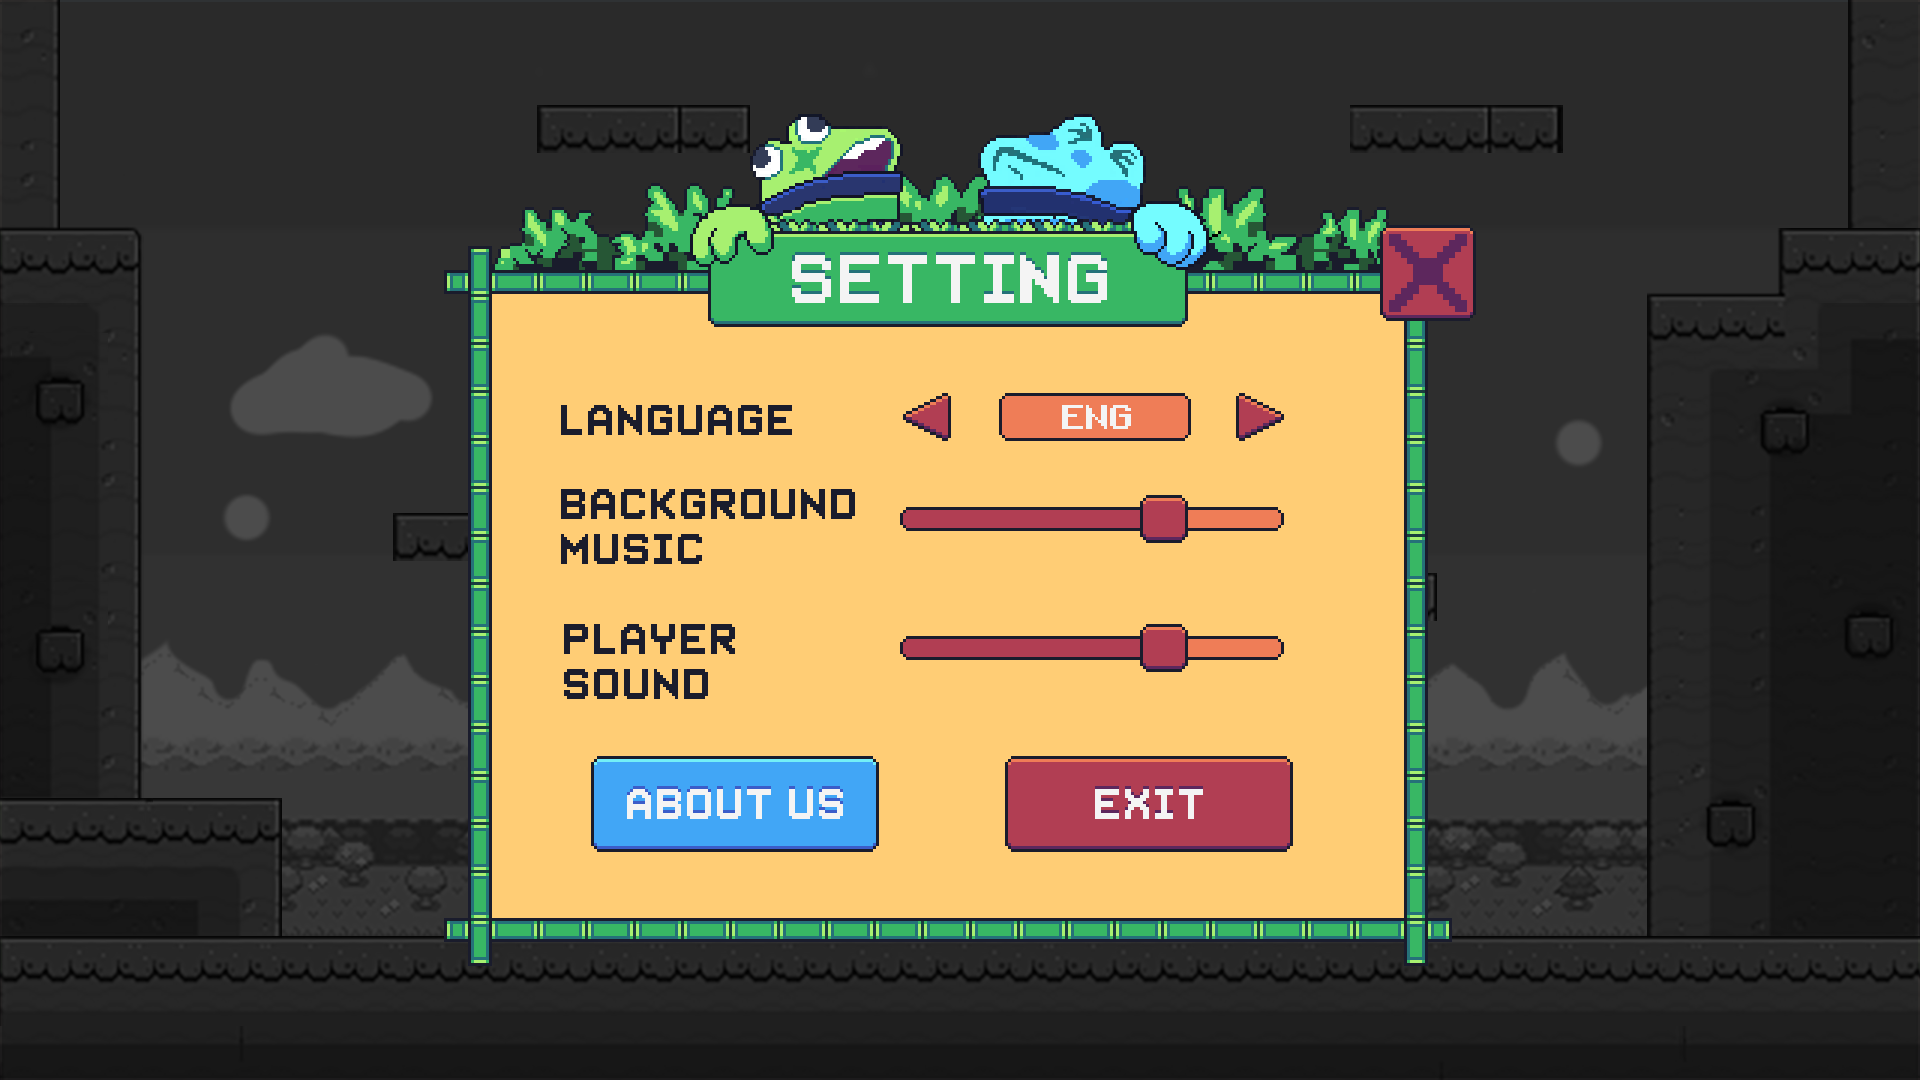 SETTING
LANGUAGE
ENG
BACKGROUND
MUSIC
PLAYER
SOUND
ABOUT US
EXIT